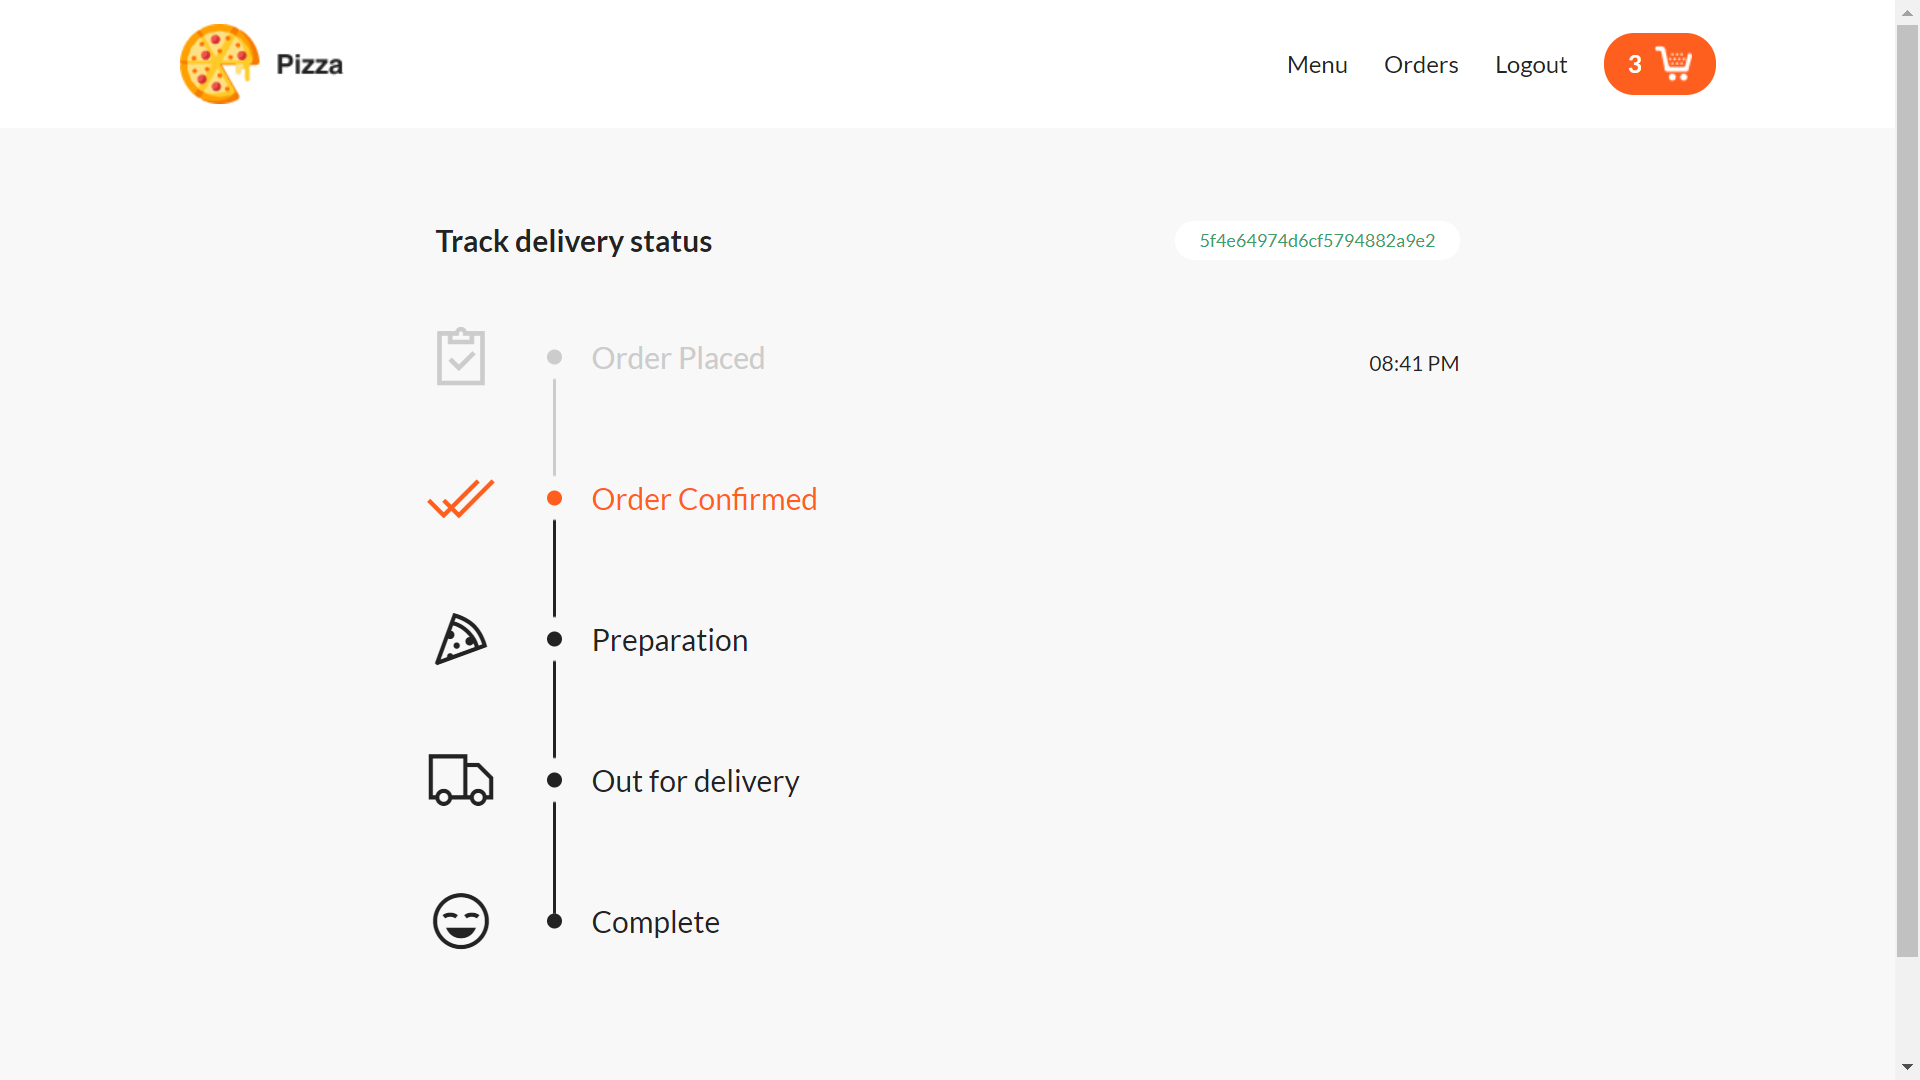 Pizza
Menu
Orders
Logout
3
Track delivery status
5f4e64974d6cf5794882a9e2
Order Placed
08:41 PM
Order Confirmed
Preparation
Out for delivery
Complete